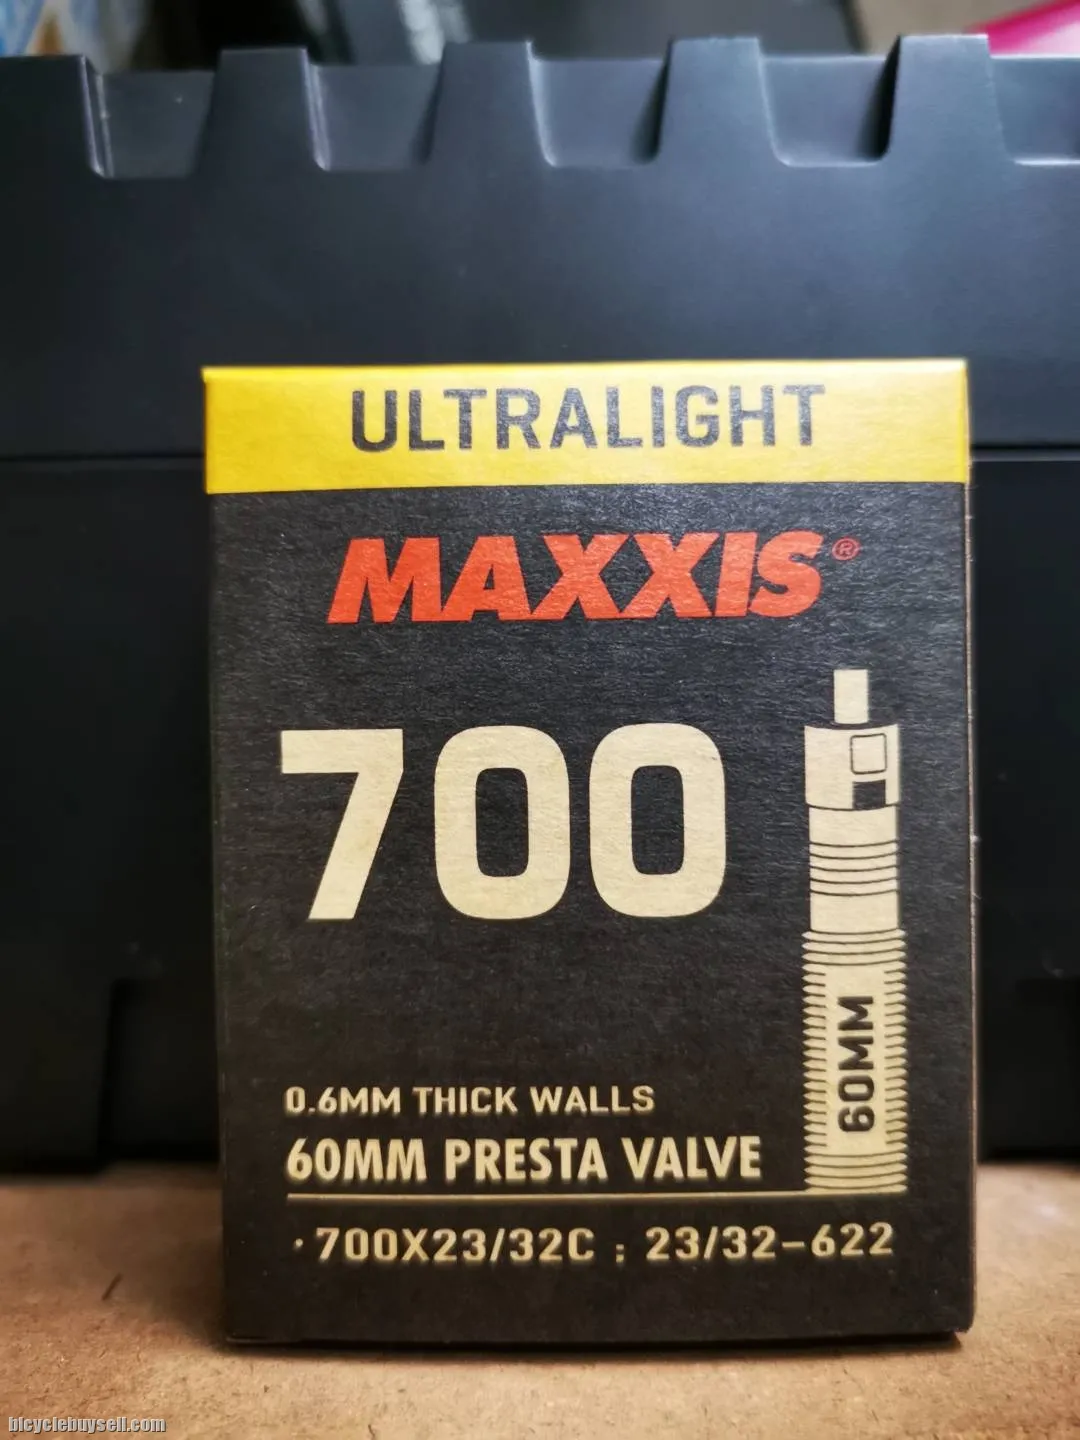 ULTRALIGHT
MAXXIS®
700
60MM
0.6MM THICK WALLS
60MM PRESTA VALVE
·700X23/32C ; 23/32-622
bicyclebuysell.com